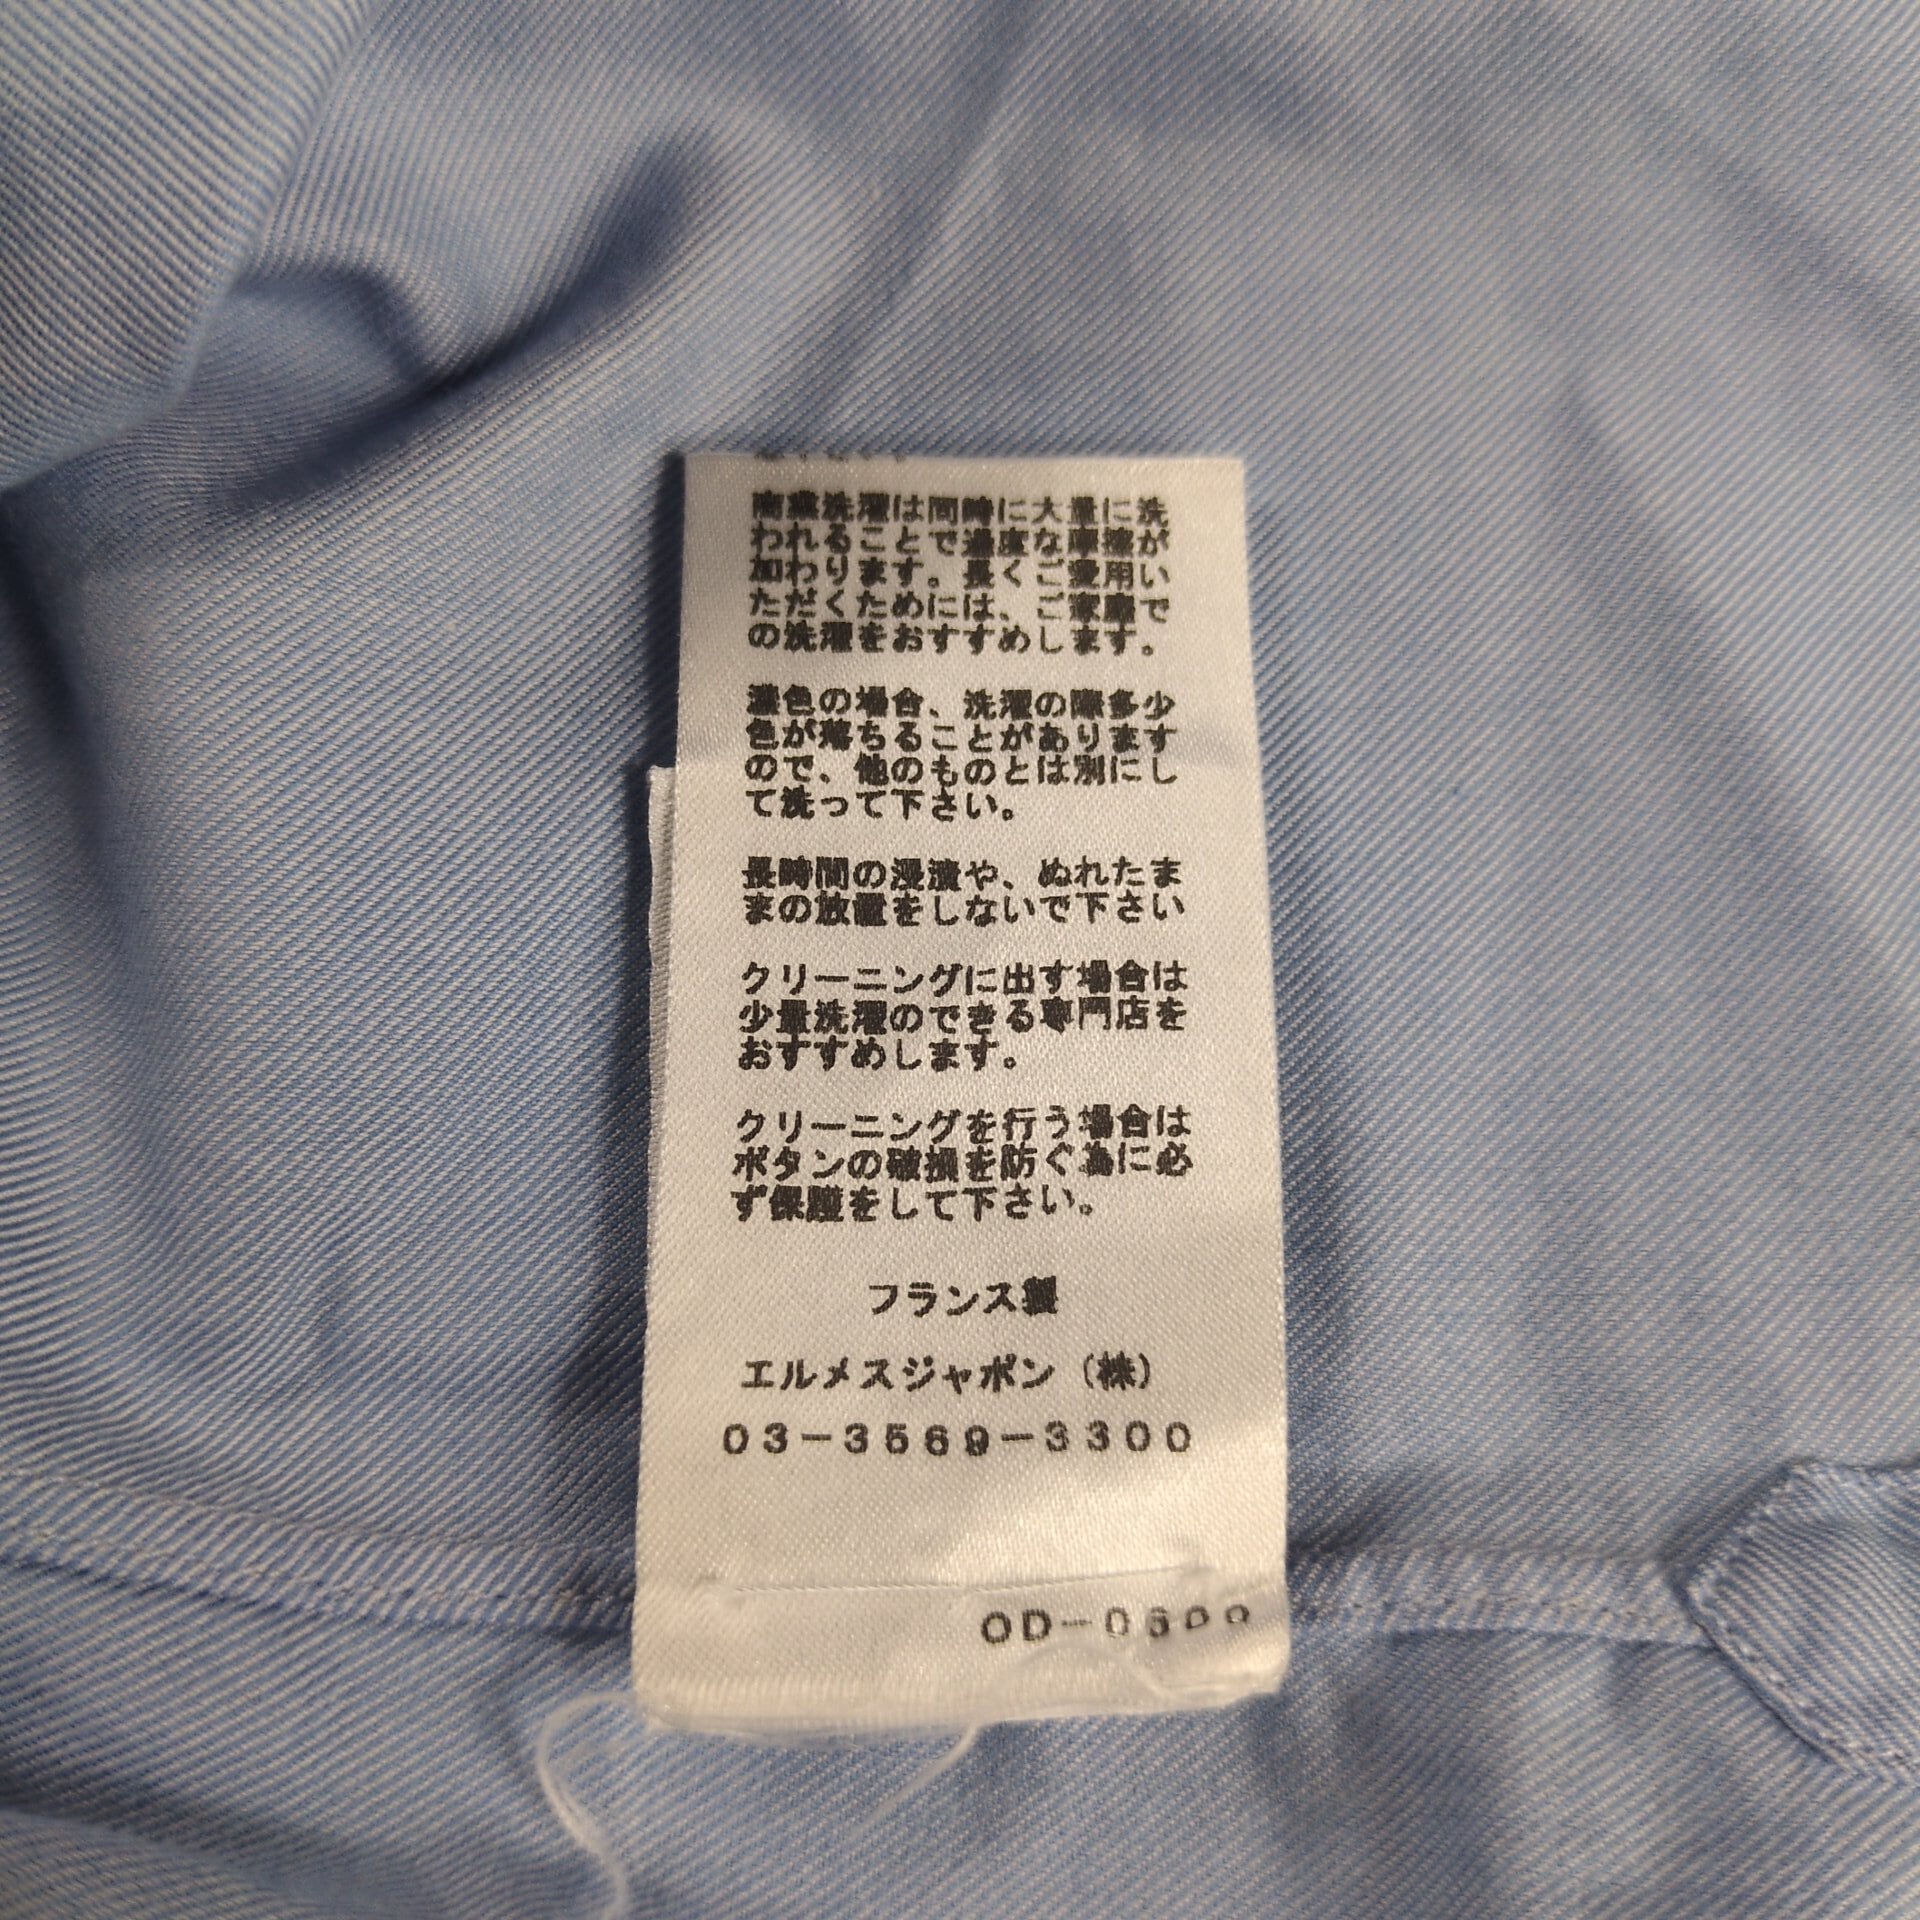 商業洗濯は同時に大量に洗
われることで過度な摩擦が
加わります。長くご愛用い
ただくためには、ご家庭で
の洗濯をおすすめします。
濃色の場合、洗濯の際多少
色が落ちることがあります
ので、他のものとは別にし
て洗って下さい。
長時間の浸漬や、ぬれたま
まの放置をしないで下さい
クリーニングに出す場合は
少量洗濯のできる専門店を
おすすめします。
クリーニングを行う場合は
ボタンの破損を防ぐ為に必
ず保護をして下さい。
フランス製
エルメスジャポン（株）
03-3569-3300